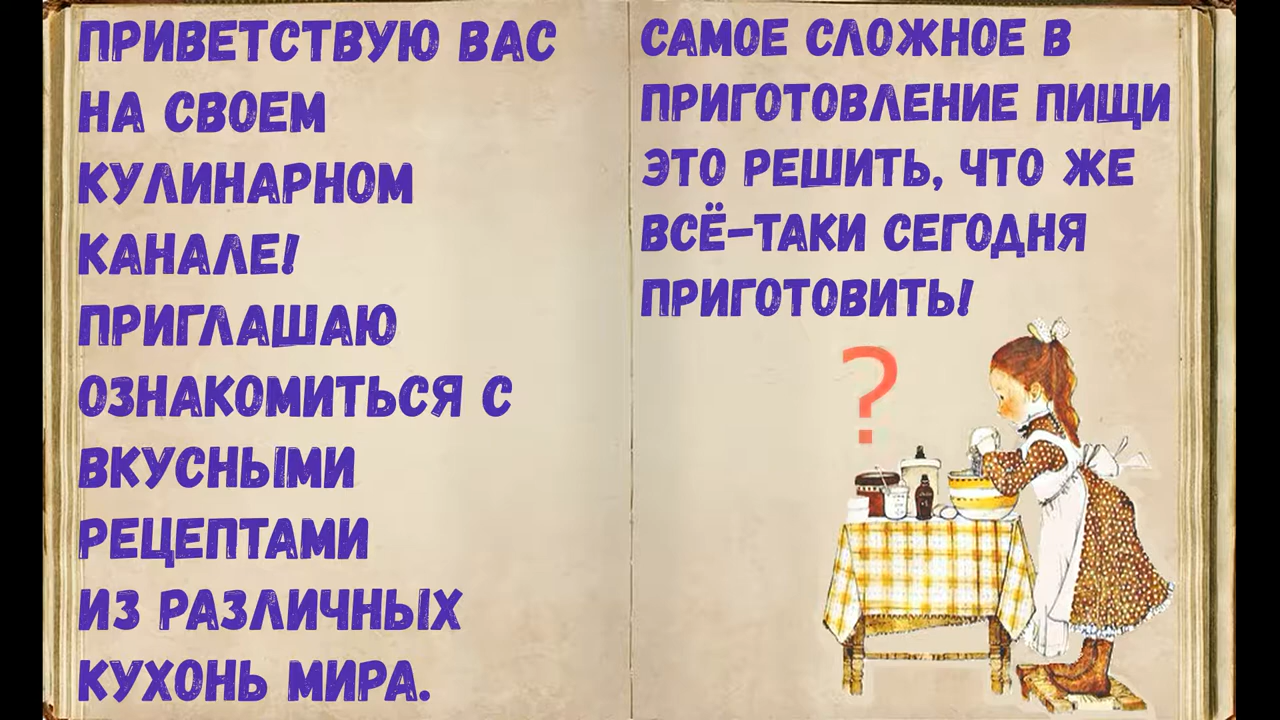 ПРИВЕТСТВУЮ ВАС
НА СВОЕМ
КУЛИНАРНОМ
КАНАЛЕ!
ПРИГЛАШАЮ
ОЗНАКОМИТЬСЯ С
ВКУСНЫМИ
РЕЦЕПТАМИ
ИЗ РАЗЛИЧНЫХ
КУХОНЬ МИРА.
САМОЕ СЛОЖНОЕ В
ПРИГОТОВЛЕНИЕ ПИЩИ
ЭТО РЕШИТЬ, ЧТО ЖЕ
ВСЁ-ТАКИ СЕГОДНЯ
ПРИГОТОВИТЬ!
?